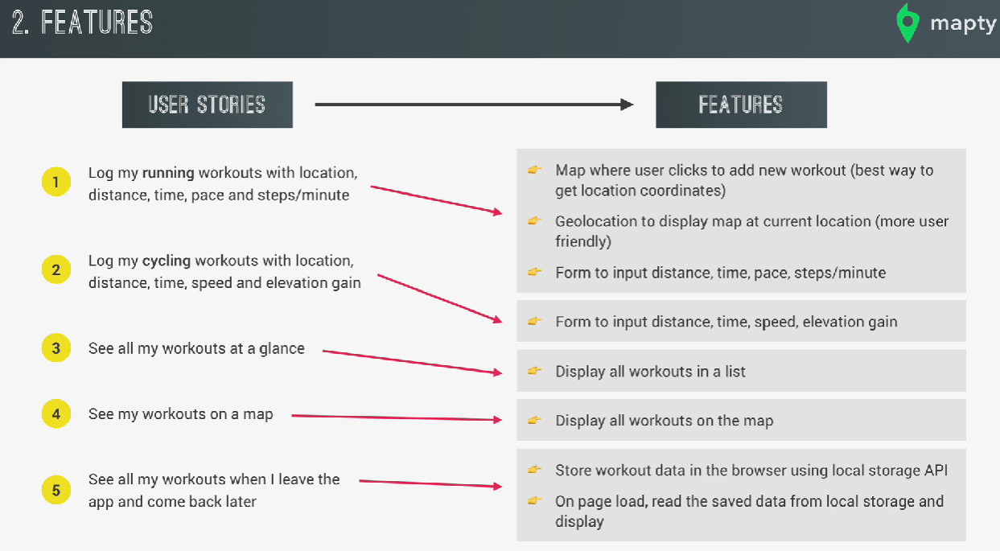 2. FEATURES
mapty
USER STORIES
FEATURES
1
Log my running workouts with location,
distance, time, pace and steps/minute
2
Log my cycling workouts with location,
distance, time, speed and elevation gain
3
See all my workouts at a glance
4
See my workouts on a map
5
See all my workouts when I leave the
app and come back later
👉 Map where user clicks to add new workout (best way to
get location coordinates)
👉 Geolocation to display map at current location (more user
friendly)
👉 Form to input distance, time, pace, steps/minute
👉 Form to input distance, time, speed, elevation gain
👉 Display all workouts in a list
👉 Display all workouts on the map
👉 Store workout data in the browser using local storage API
👉 On page load, read the saved data from local storage and
display